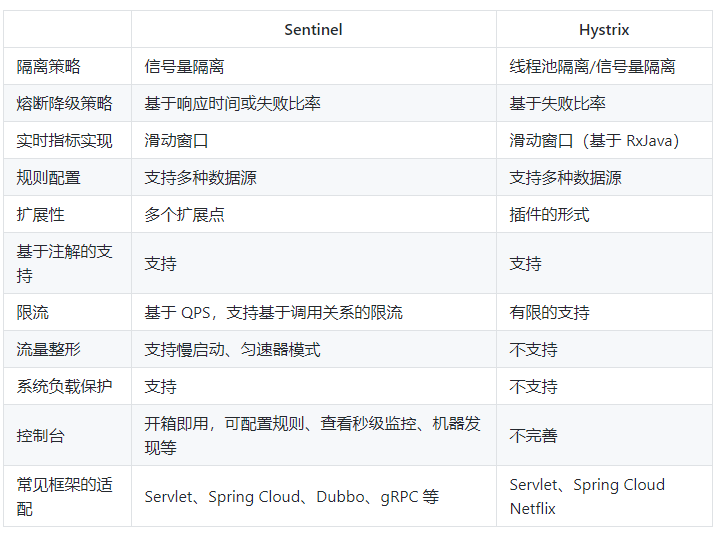 Sentinel Hystrix
隔离策略 信号量隔离 线程池隔离/信号量隔离
熔断降级策略 基于响应时间或失败比率 基于失败比率
实时指标实现 滑动窗口 滑动窗口（基于 RxJava）
规则配置 支持多种数据源 支持多种数据源
扩展性 多个扩展点 插件的形式
基于注解的支
持 支持 支持
限流 基于 QPS，支持基于调用关系的限流 有限的支持
流量整形 支持慢启动、匀速器模式 不支持
系统负载保护 支持 不支持
控制台 开箱即用，可配置规则、查看秒级监控、机器发
现等 不完善
常见框架的适
配 Servlet、Spring Cloud、Dubbo、gRPC 等 Servlet、Spring Cloud
Netflix